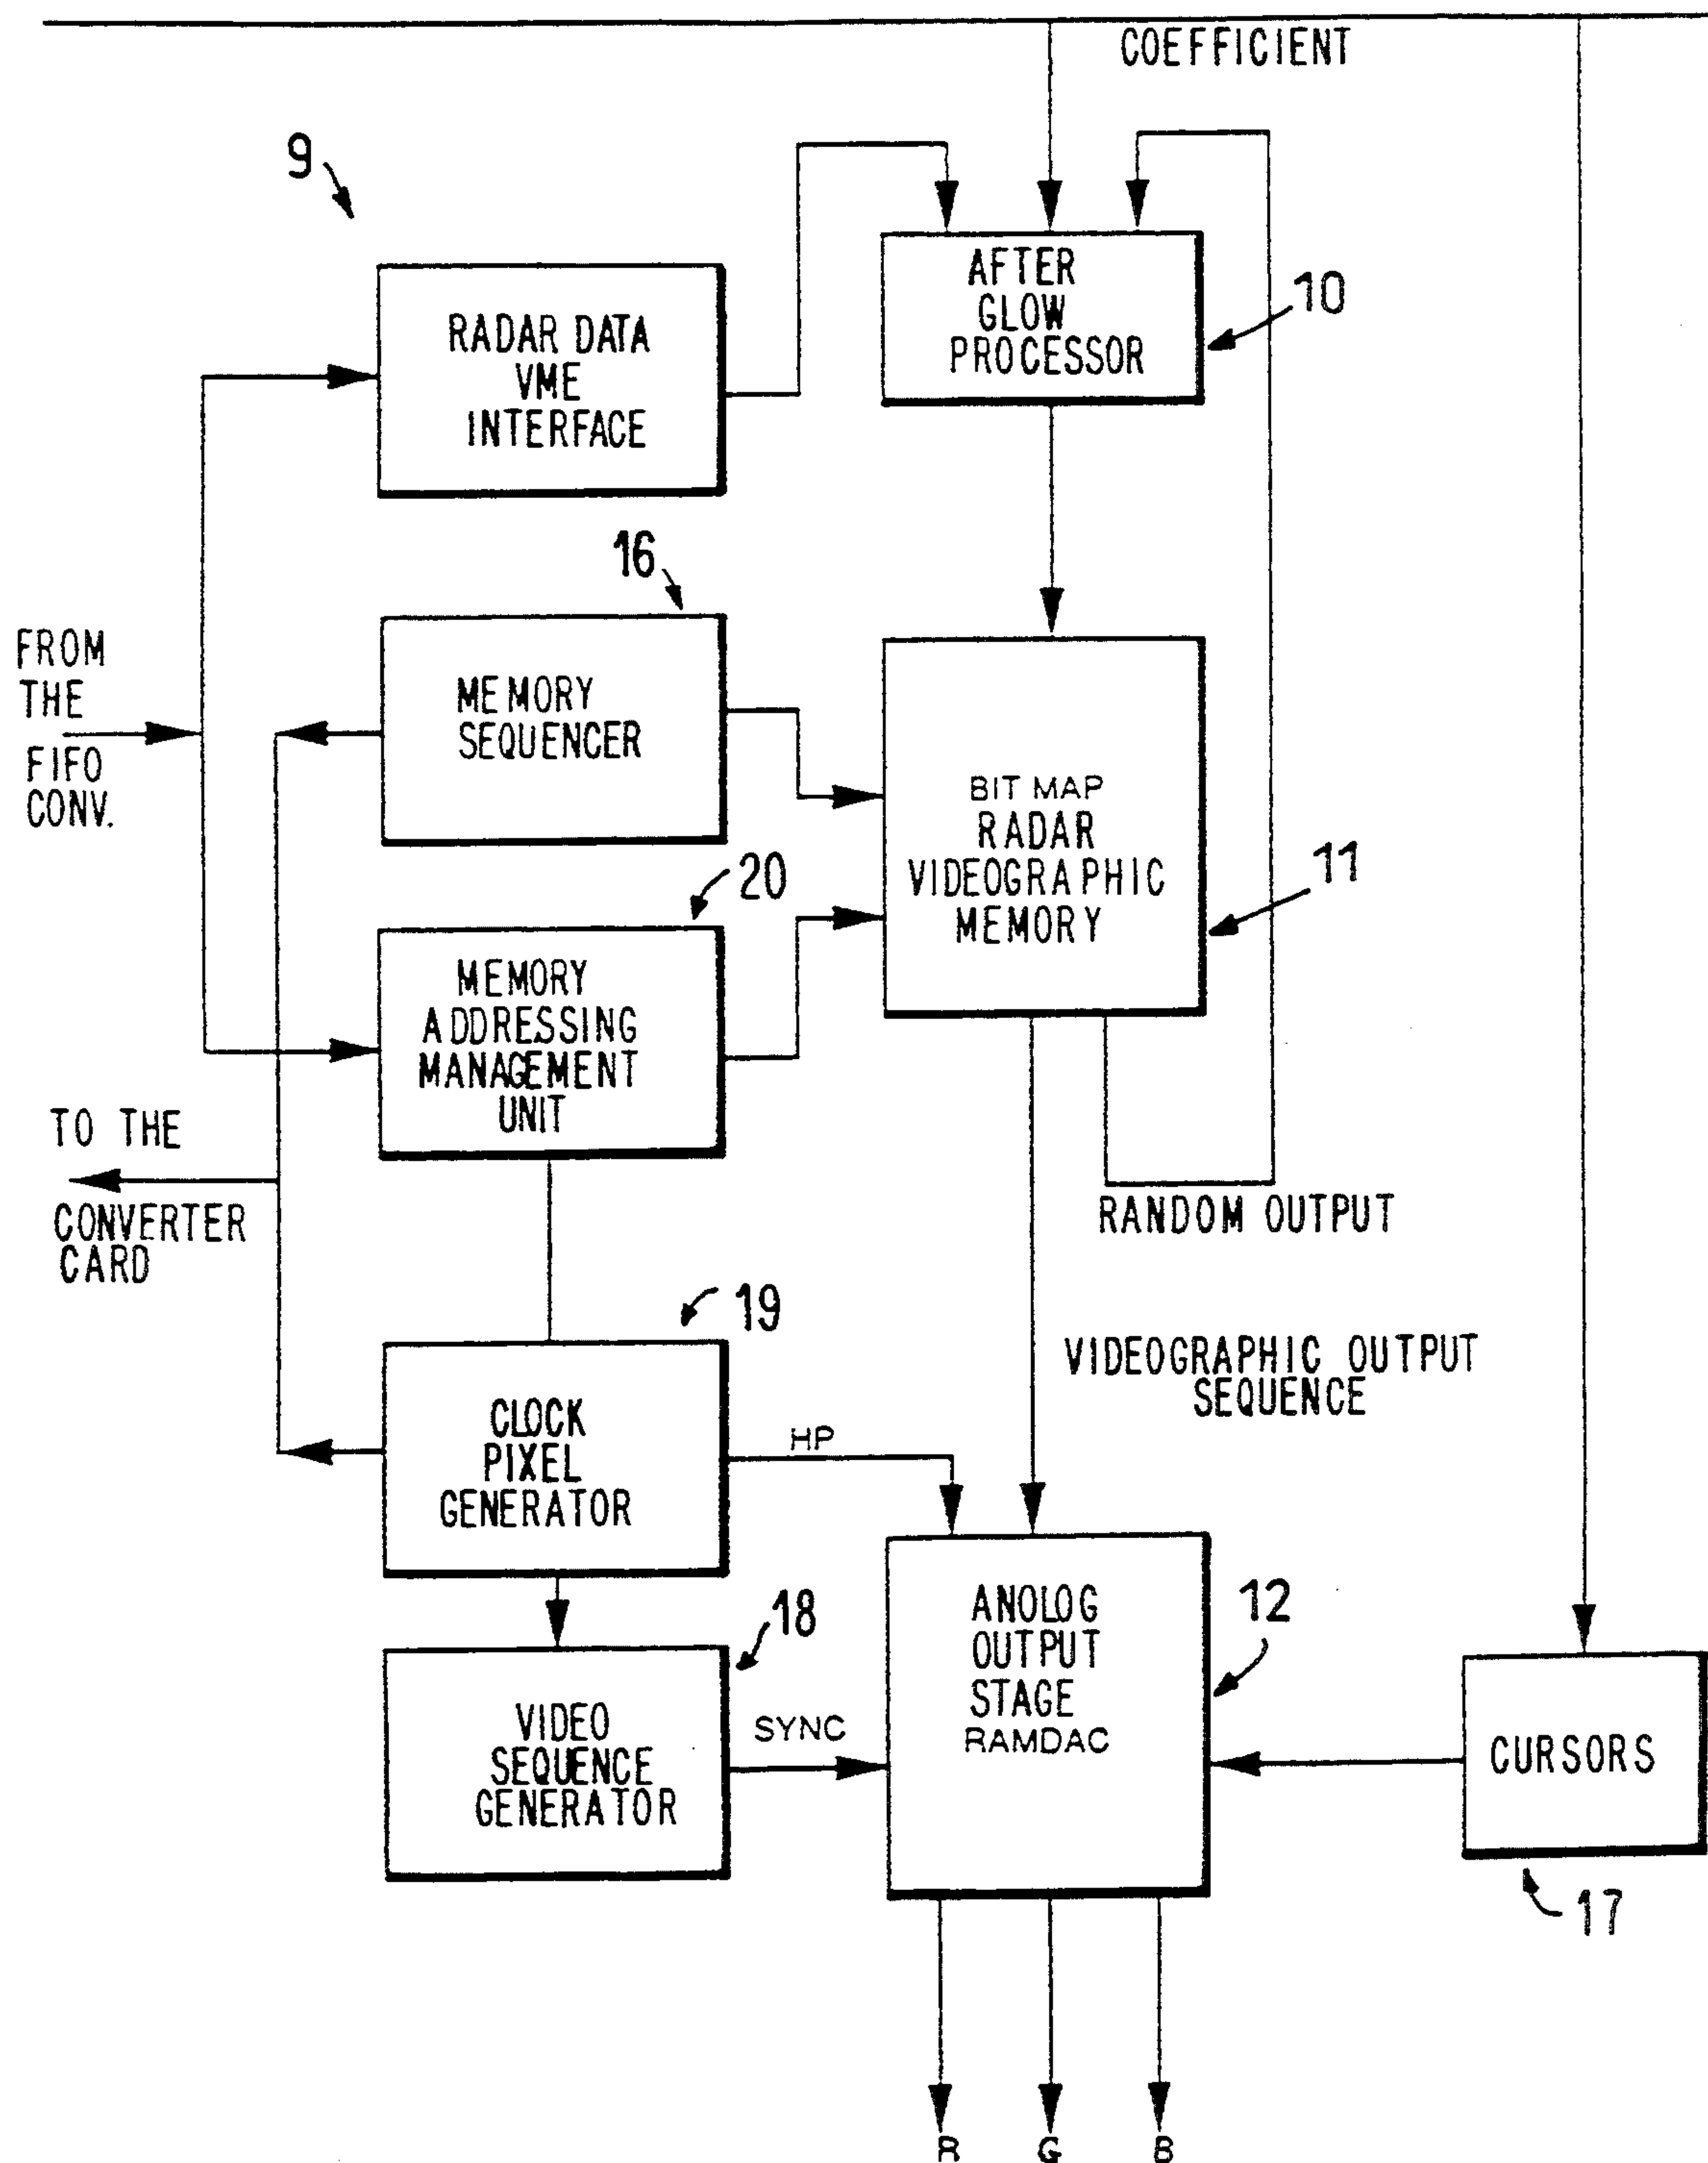 COEFFICIENT
9
AFTER
GLOW
PROCESSOR
10
RADAR DATA
VME
INTERFACE
16
FROM
THE
FIFO
CONV.
MEMORY
SEQUENCER
BIT MAP
RADAR
VIDEOGRAPHIC
MEMORY
11
20
MEMORY
ADDRESSING
MANAGEMENT
UNIT
TO THE
CONVERTER
CARD
RANDOM OUTPUT
19
VIDEOGRAPHIC OUTPUT
SEQUENCE
CLOCK
PIXEL
GENERATOR
HP
18
ANOLOG
OUTPUT
STAGE
RAMDAC
12
VIDEO
SEQUENCE
GENERATOR
SYNC
CURSORS
17
R G B